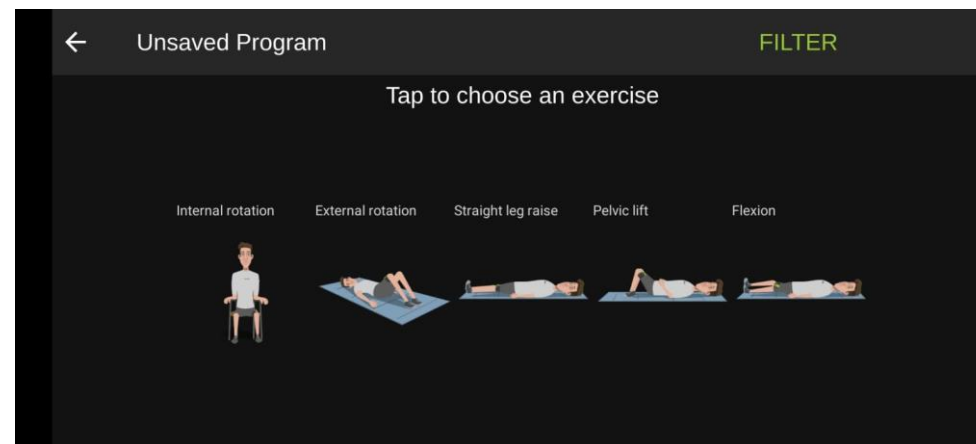 Unsaved Program
FILTER
Tap to choose an exercise
Internal rotation
External rotation
Straight leg raise
Pelvic lift
Flexion